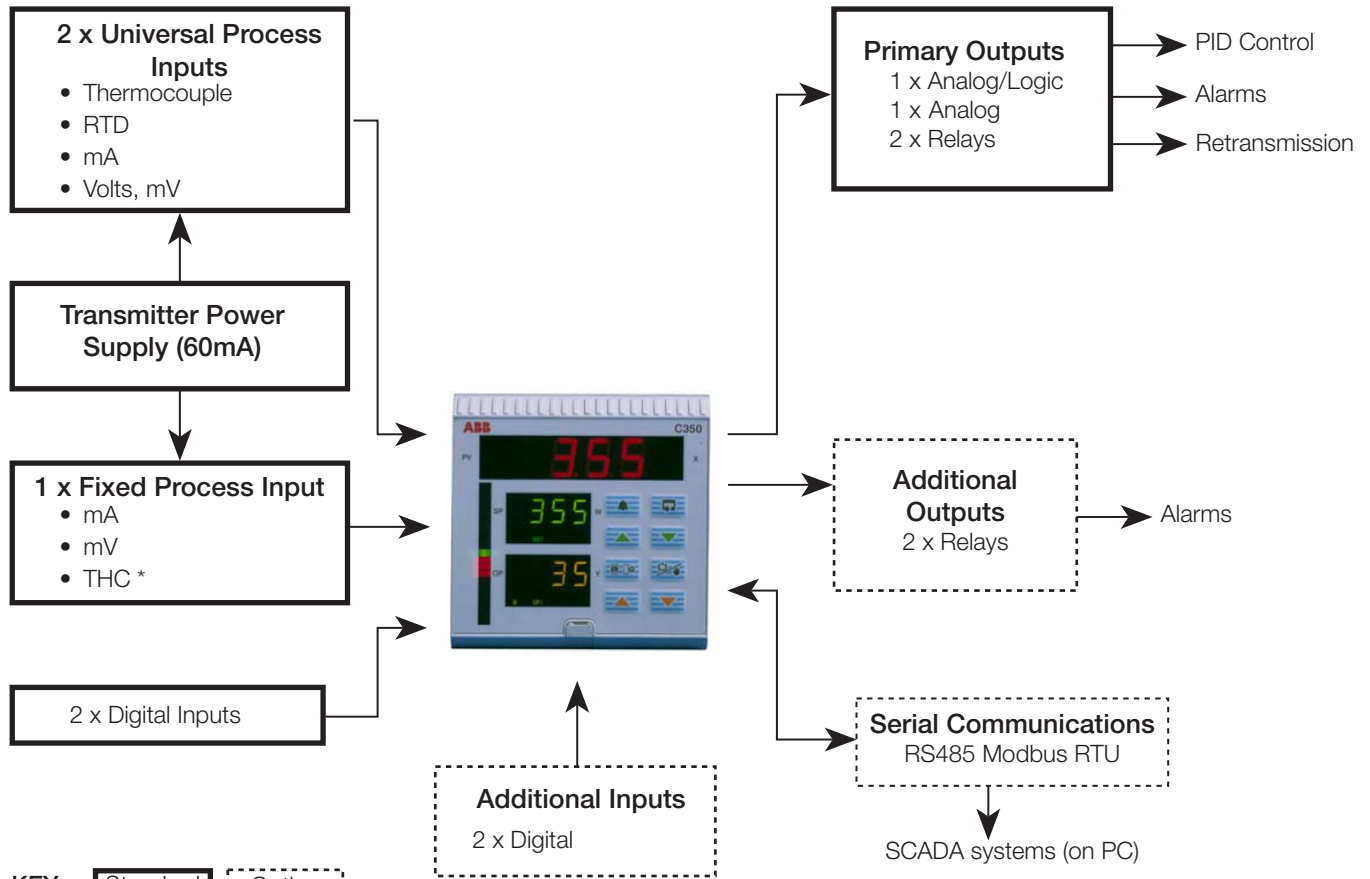 2 x Universal Process
Inputs
• Thermocouple
• RTD
• mA
• Volts, mV
Transmitter Power
Supply (60mA)
1 x Fixed Process Input
• mA
• mV
• THC *
2 x Digital Inputs
ABB
C350
PV
355
X
SP
355
W
OP
35
Y
Additional Inputs
2 x Digital
Primary Outputs
1 x Analog/Logic
1 x Analog
2 x Relays
PID Control
Alarms
Retransmission
Additional
Outputs
2 x Relays
Alarms
Serial Communications
RS485 Modbus RTU
SCADA systems (on PC)